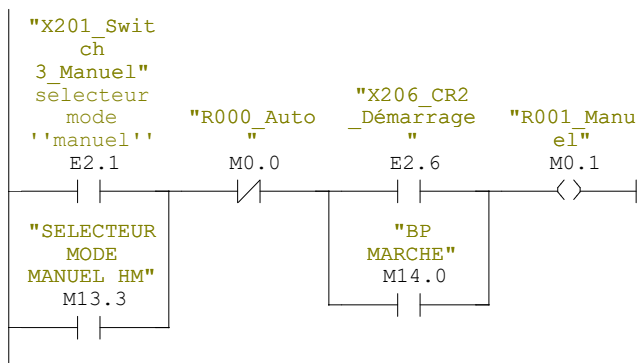 "X201_Swit
ch
3_Manuel"
selecteur
mode
''manuel''
E2.1
"R000_Auto
"
M0.0
"X206_CR2
_Démarrage
"
E2.6
"R001_Manu
el"
M0.1
"SELECTEUR
MODE
MANUEL HM"
M13.3
"BP
MARCHE"
M14.0